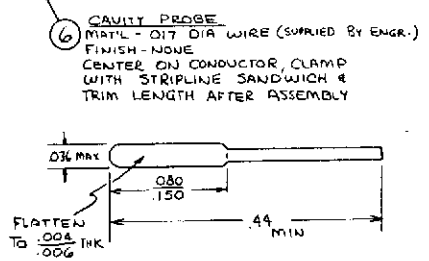 6
CAVITY PROBE
MAT'L - .017 DIA WIRE (SUPPLIED BY ENGR.)
FINISH - NONE
CENTER ON CONDUCTOR, CLAMP
WITH STRIPLINE SANDWICH &
TRIM LENGTH AFTER ASSEMBLY
.036 MAX
.080
.150
.44 MIN
FLATTEN
TO .004 THK
.006